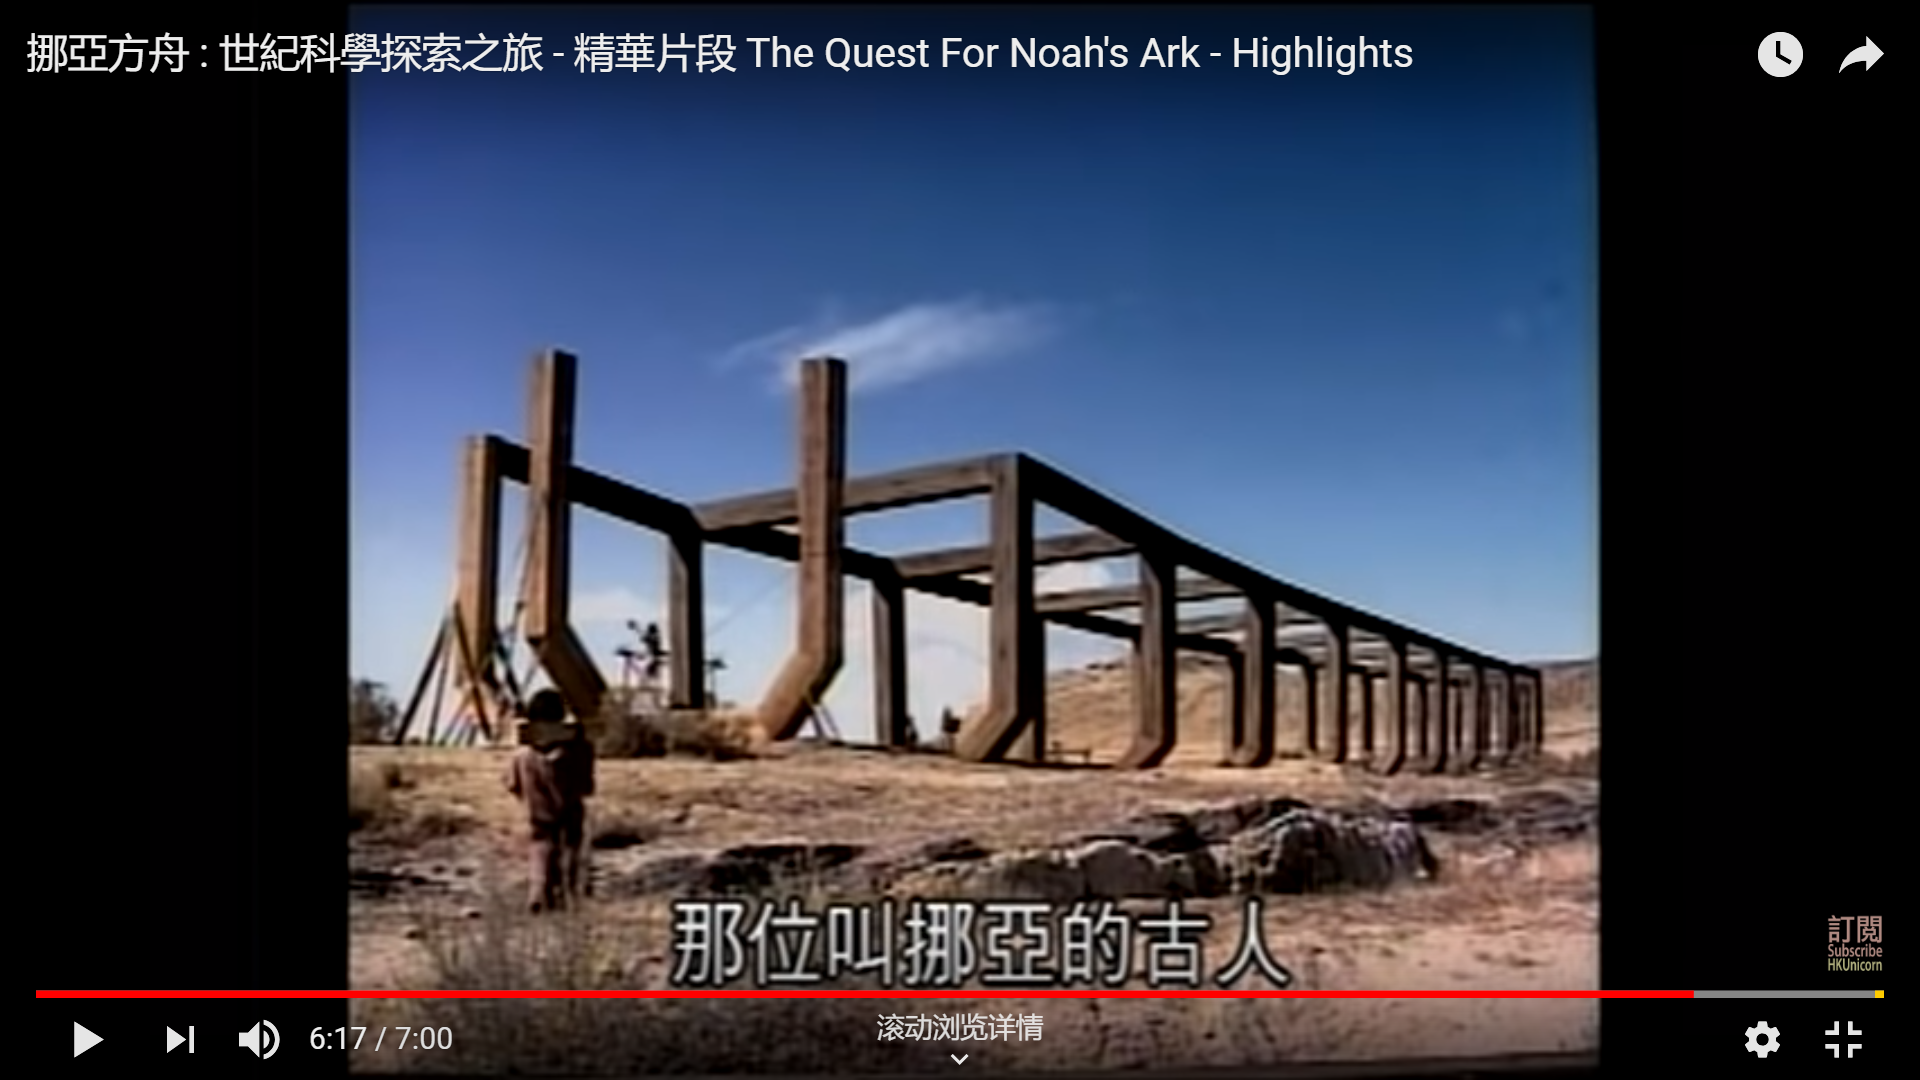 挪亞方舟 : 世紀科學探索之旅 - 精華片段 The Quest For Noah's Ark - Highlights
那位叫挪亞的古人
訂閱
Subscribe
HKUnicorn
6:17 / 7:00
滚动浏览详情